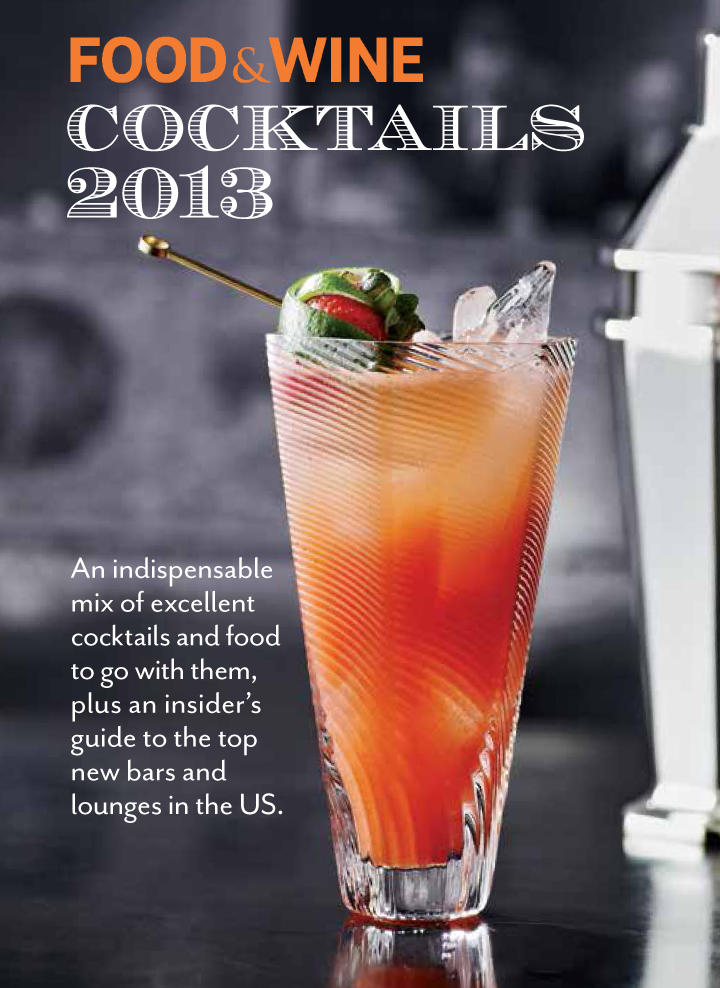 FOOD&WINE
COCKTAILS
2013
An indispensable
mix of excellent
cocktails and food
to go with them,
plus an insider's
guide to the top
new bars and
lounges in the US.